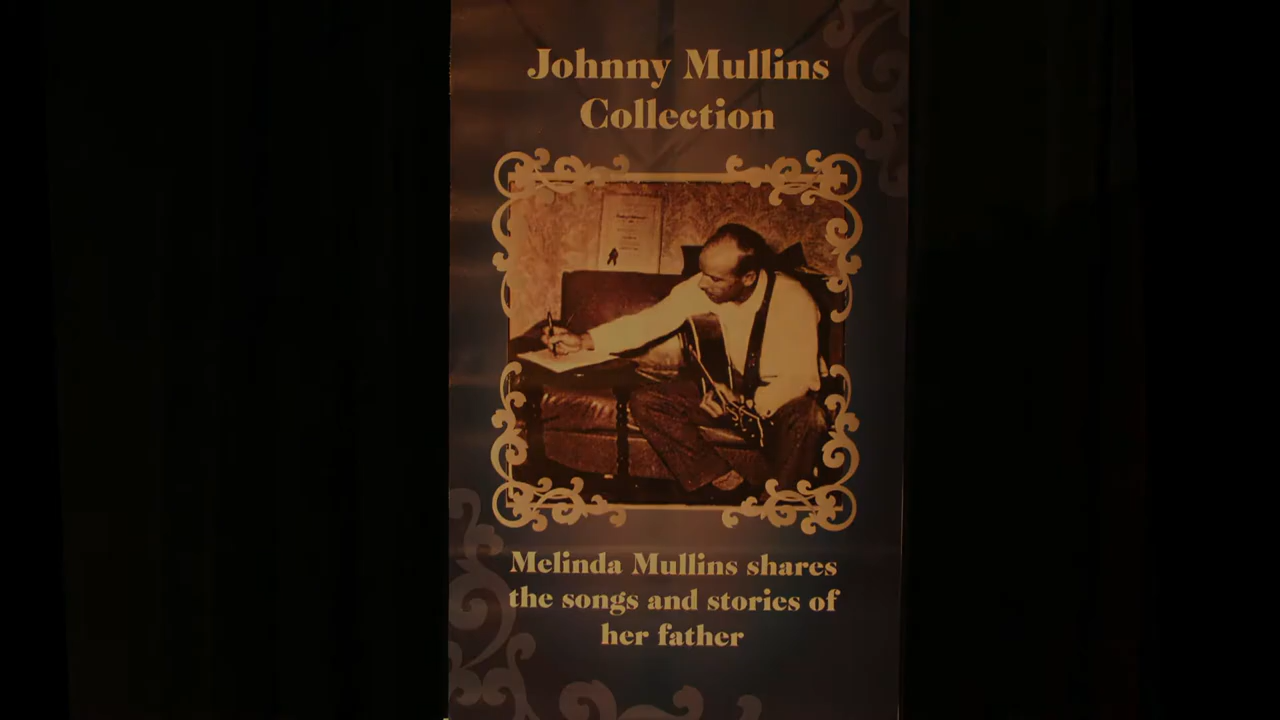 Johnny Mullins
Collection
Melinda Mullins shares
the songs and stories of
her father